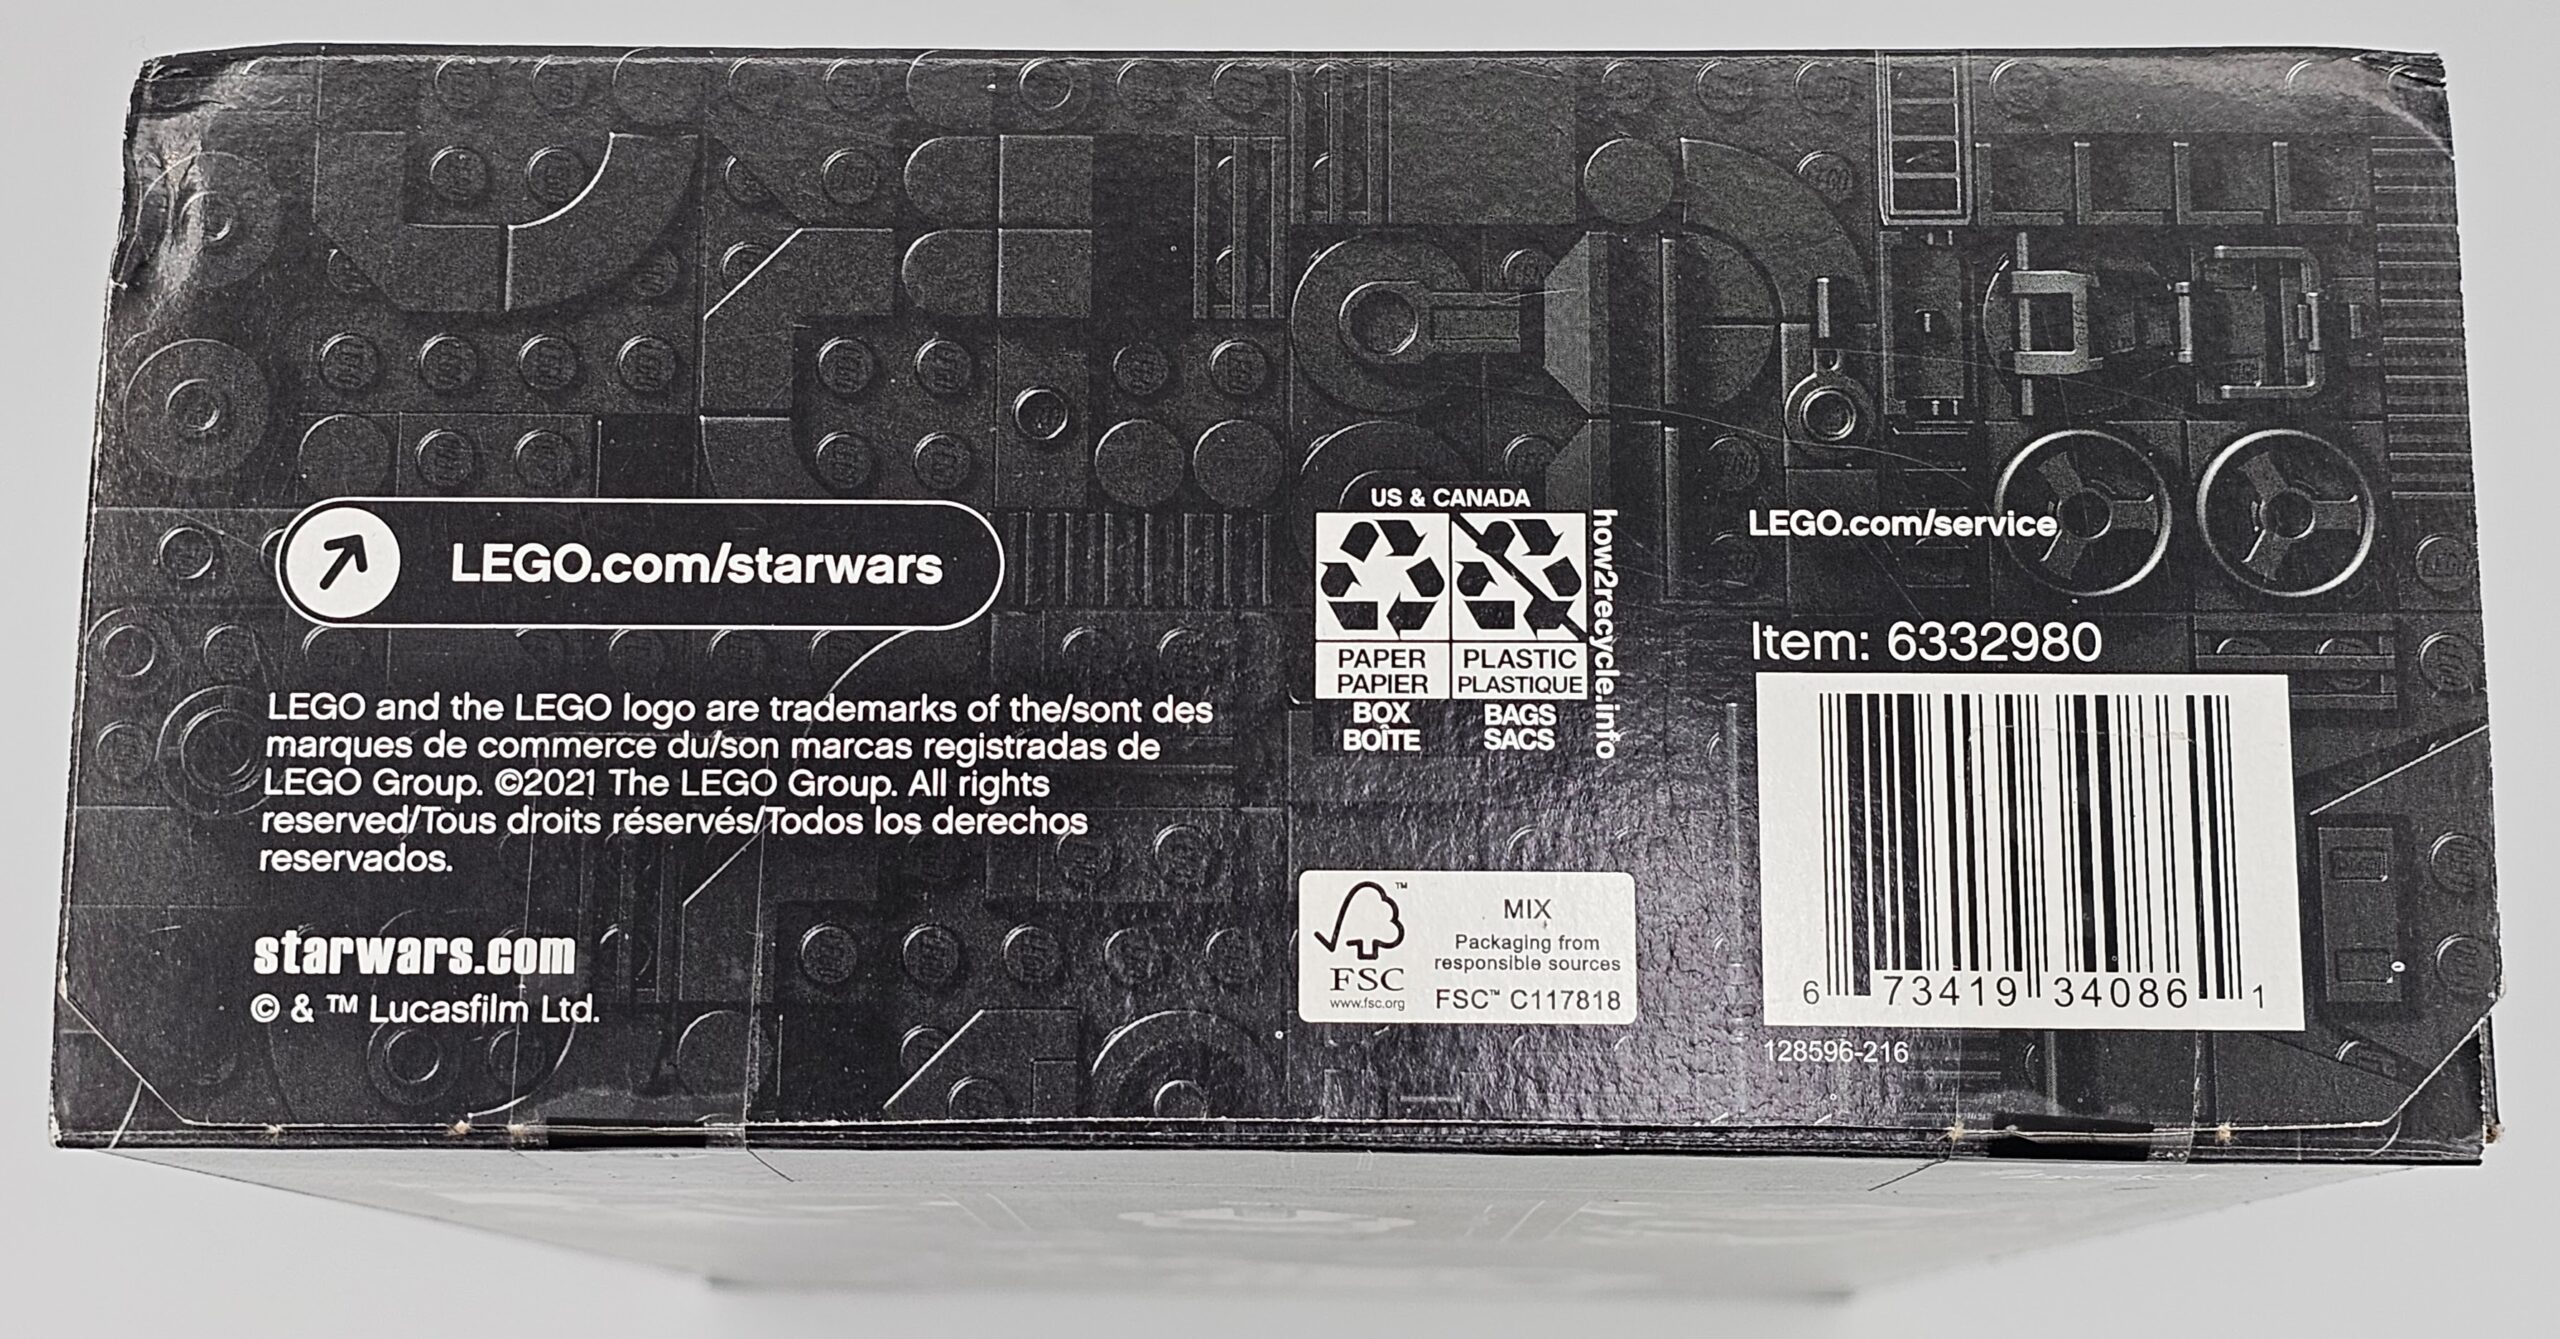 LEGO.com/starwars
LEGO and the LEGO logo are trademarks of the/sont des
marques de commerce du/son marcas registradas de
LEGO Group. ©2021 The LEGO Group. All rights
reserved/Tous droits réservés/Todos los derechos
reservados.
starwars.com
© & ™ Lucasfilm Ltd.
US & CANADA
PAPER
PAPIER
BOX
BOÎTE
PLASTIC
PLASTIQUE
BAGS
SACS
how2recycle.info
™
FSC
www.fsc.org
MIX
Packaging from
responsible sources
FSC™ C117818
LEGO.com/service
Item: 6332980
6 73419 34086 1
128596-216